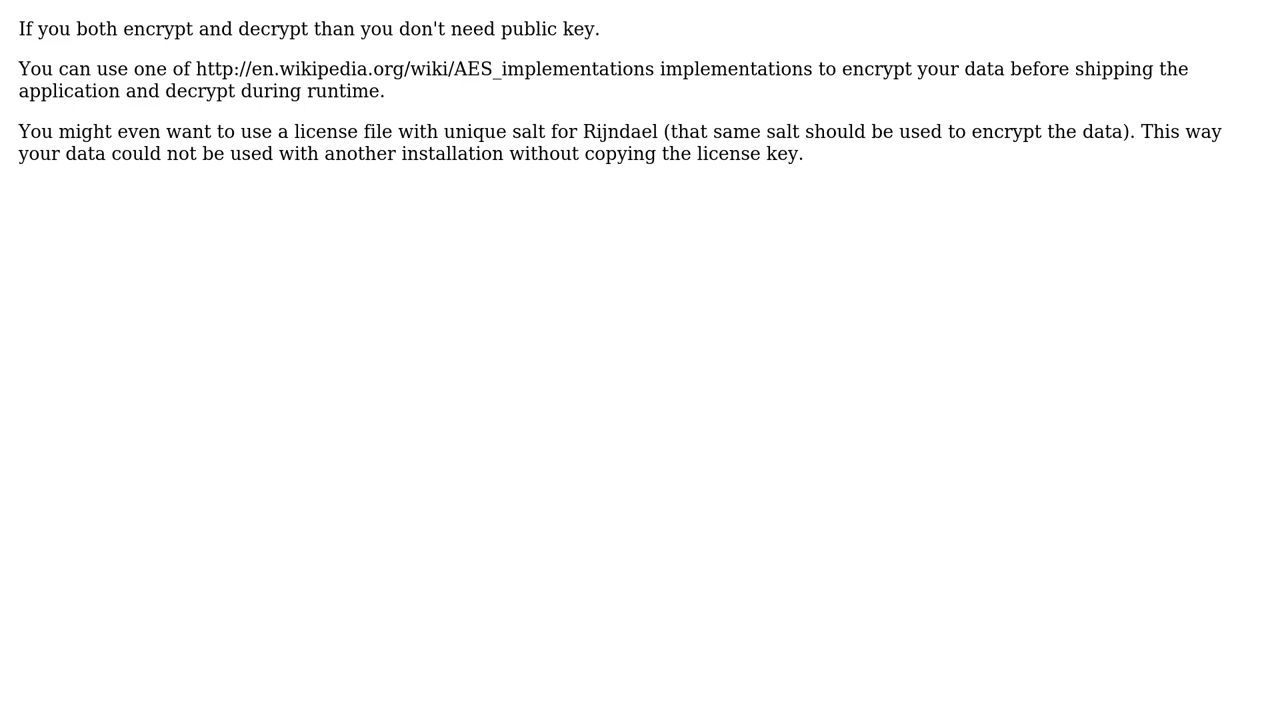 If you both encrypt and decrypt than you don't need public key.
You can use one of http://en.wikipedia.org/wiki/AES_implementations implementations to encrypt your data before shipping the
application and decrypt during runtime.
You might even want to use a license file with unique salt for Rijndael (that same salt should be used to encrypt the data). This way
your data could not be used with another installation without copying the license key.